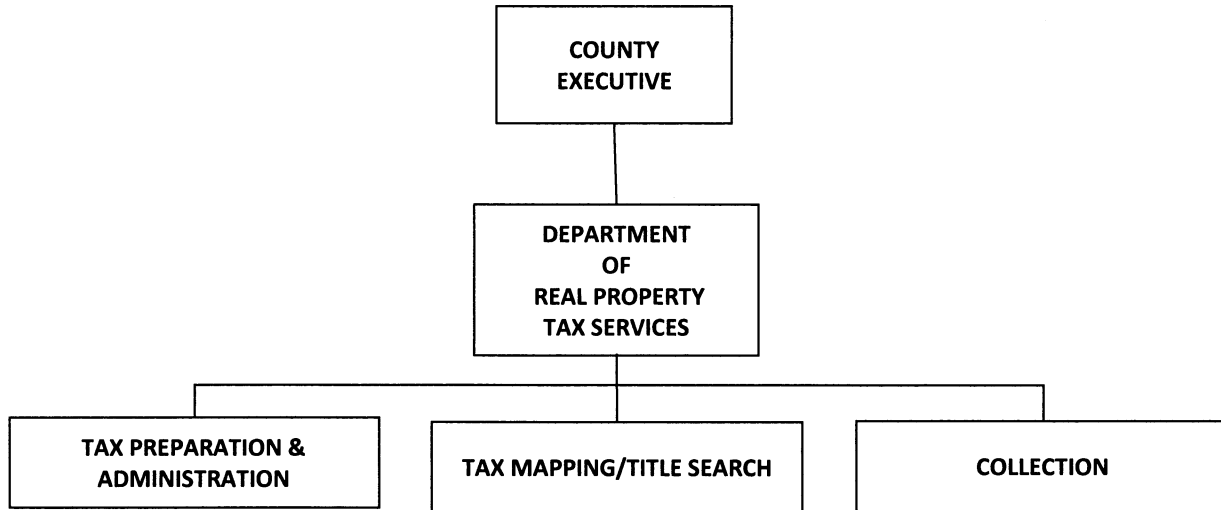 COUNTY
EXECUTIVE
DEPARTMENT
OF
REAL PROPERTY
TAX SERVICES
TAX PREPARATION &
ADMINISTRATION
TAX MAPPING/TITLE SEARCH
COLLECTION